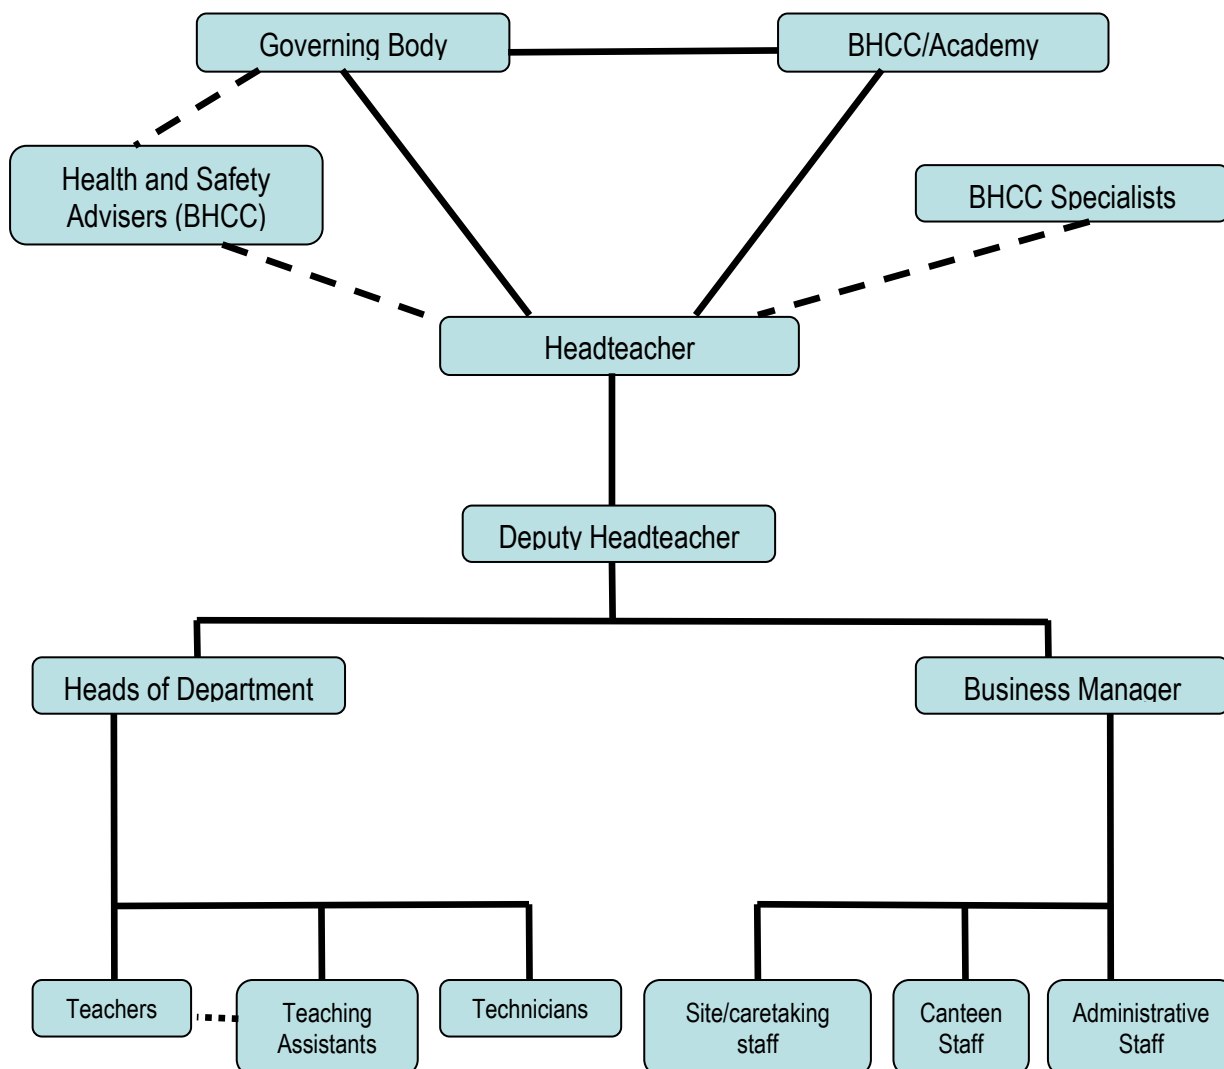 Governing Body
BHCC/Academy
Health and Safety
Advisers (BHCC)
BHCC Specialists
Headteacher
Deputy Headteacher
Heads of Department
Business Manager
Teachers
Teaching
Assistants
Technicians
Site/caretaking
staff
Canteen
Staff
Administrative
Staff